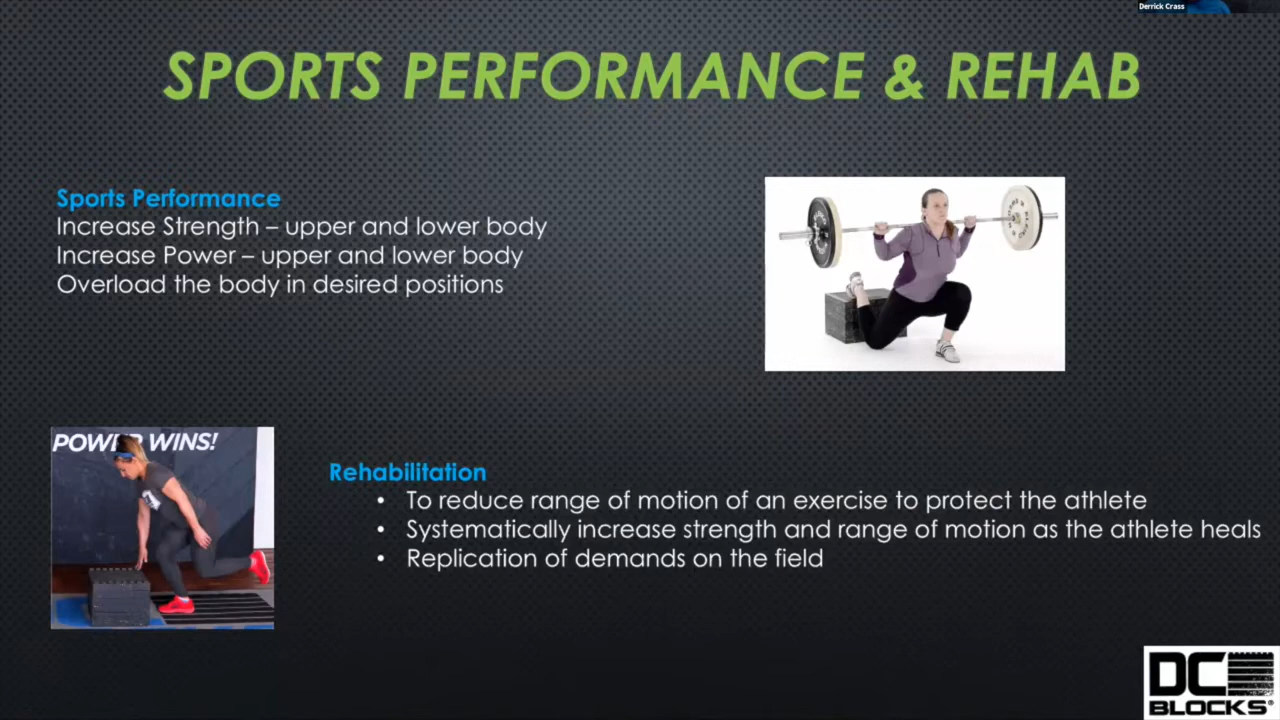 Derrick Crass
SPORTS PERFORMANCE & REHAB
Sports Performance
Increase Strength – upper and lower body
Increase Power – upper and lower body
Overload the body in desired positions
POWER WINS!
Rehabilitation
• To reduce range of motion of an exercise to protect the athlete
• Systematically increase strength and range of motion as the athlete heals
• Replication of demands on the field
DC
BLOCKS®